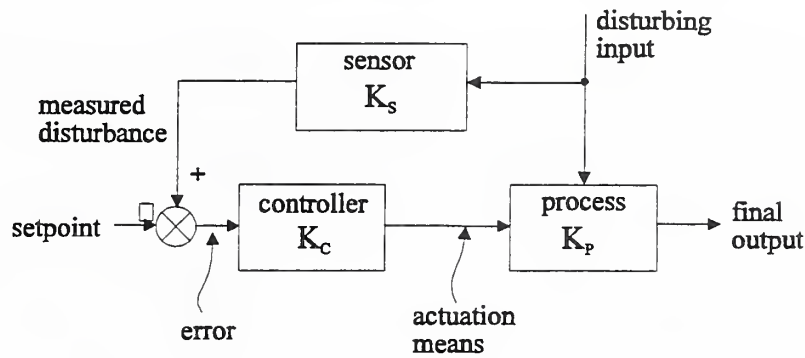 disturbing
input
sensor
K_S
measured
disturbance
+
setpoint
controller
K_C
process
K_P
final
output
error
actuation
means